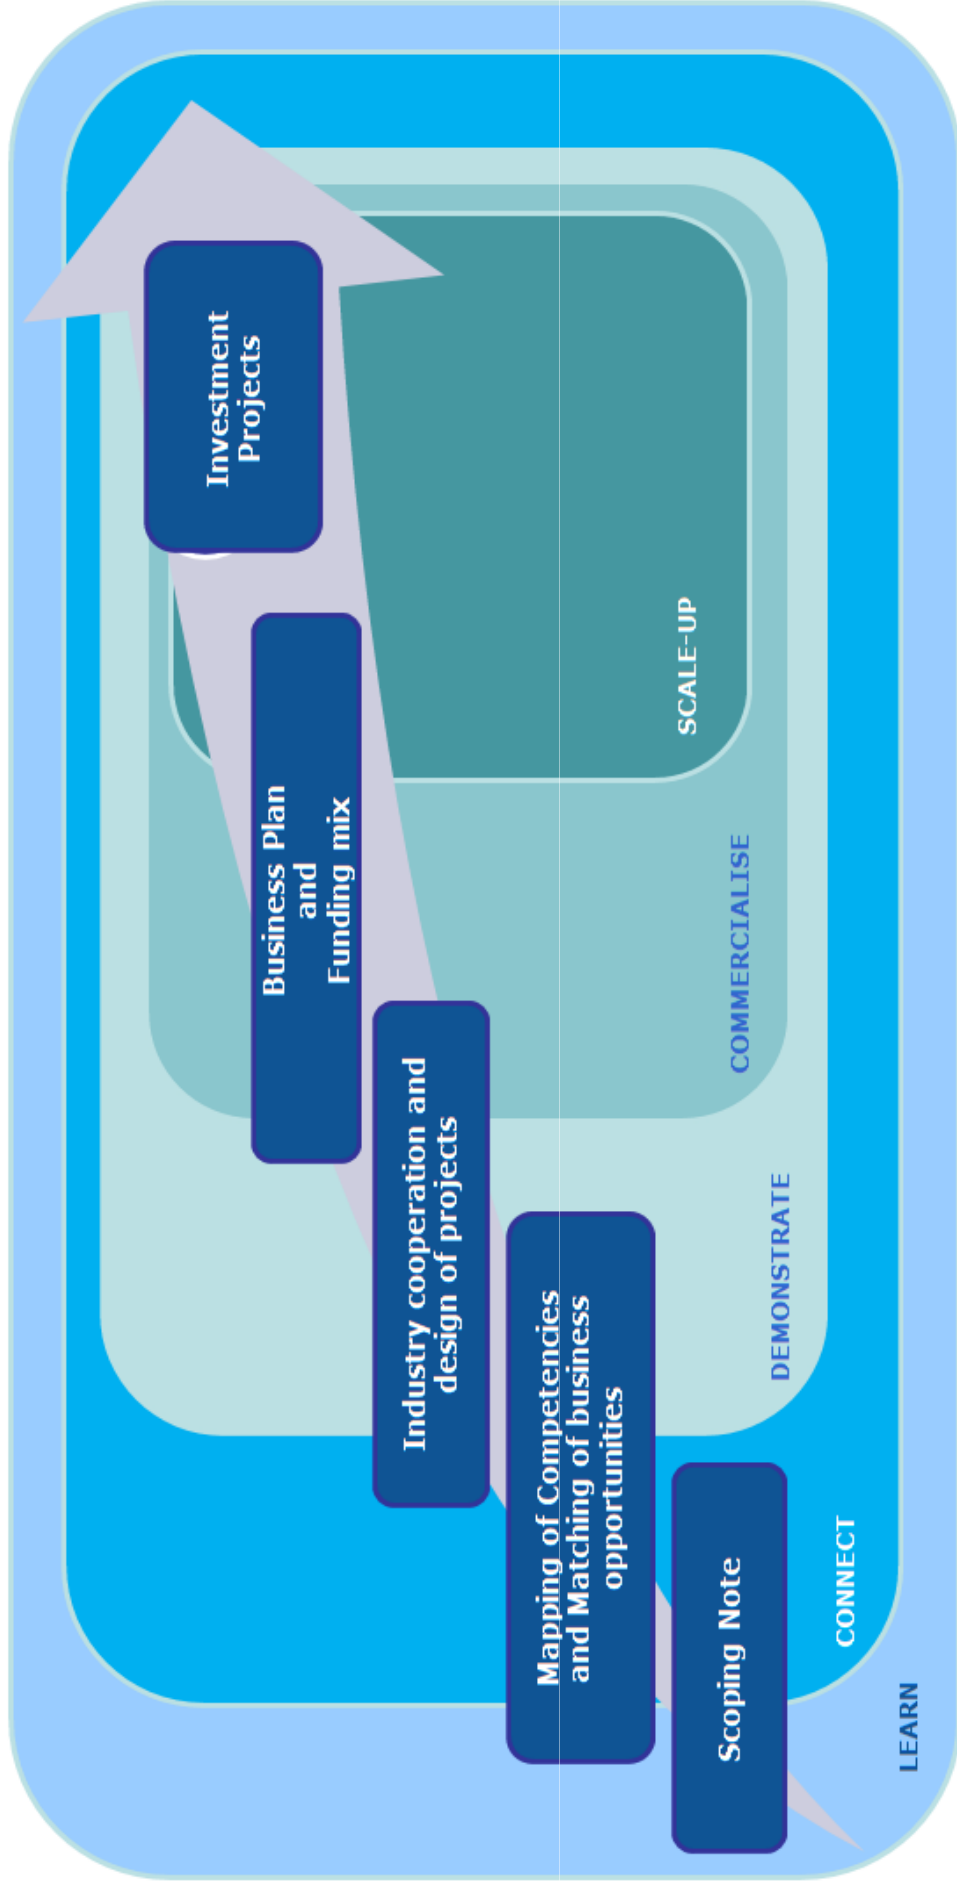 Investment
Projects
Business Plan
and
Funding mix
Industry cooperation and
design of projects
Mapping of Competencies
and Matching of business
opportunities
Scoping Note
SCALE-UP
COMMERCIALISE
DEMONSTRATE
CONNECT
LEARN